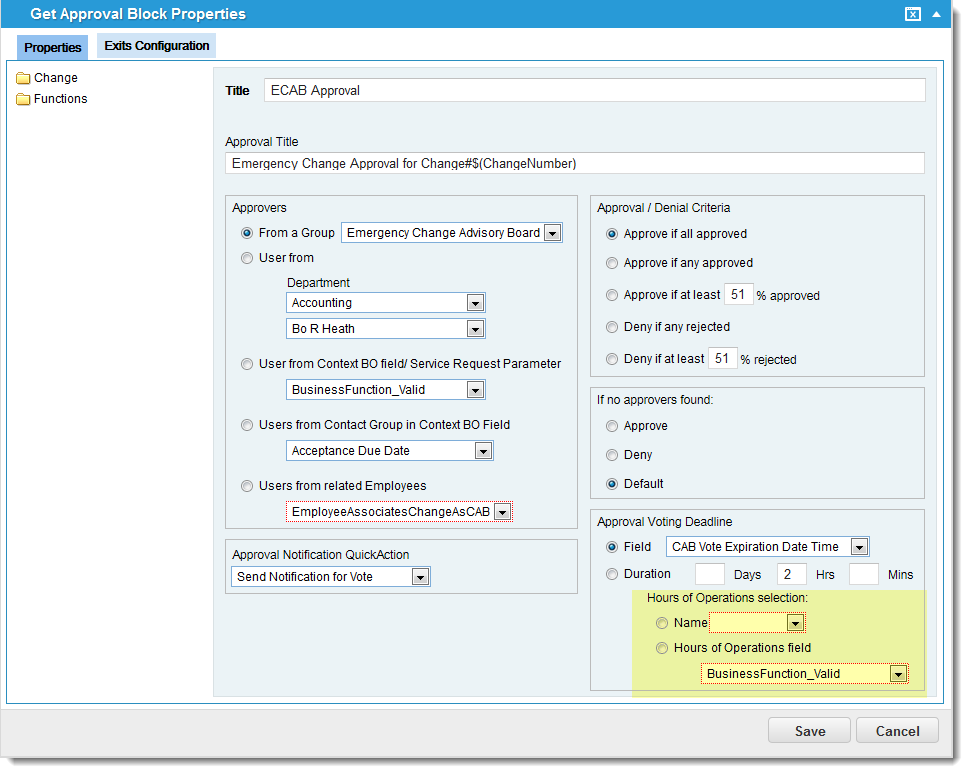 Get Approval Block Properties
Properties
Exits Configuration
Change
Functions
Title
ECAB Approval
Approval Title
Emergency Change Approval for Change#$(ChangeNumber)
Approvers
From a Group
Emergency Change Advisory Board
User from
Department
Accounting
Bo R Heath
User from Context BO field/ Service Request Parameter
BusinessFunction_Valid
Users from Contact Group in Context BO Field
Acceptance Due Date
Users from related Employees
EmployeeAssociatesChangeAsCAB
Approval Notification QuickAction
Send Notification for Vote
Approval / Denial Criteria
Approve if all approved
Approve if any approved
Approve if at least 51 % approved
Deny if any rejected
Deny if at least 51 % rejected
If no approvers found:
Approve
Deny
Default
Approval Voting Deadline
Field CAB Vote Expiration Date Time
Duration Days 2 Hrs Mins
Hours of Operations selection:
Name
Hours of Operations field
BusinessFunction_Valid
Save
Cancel